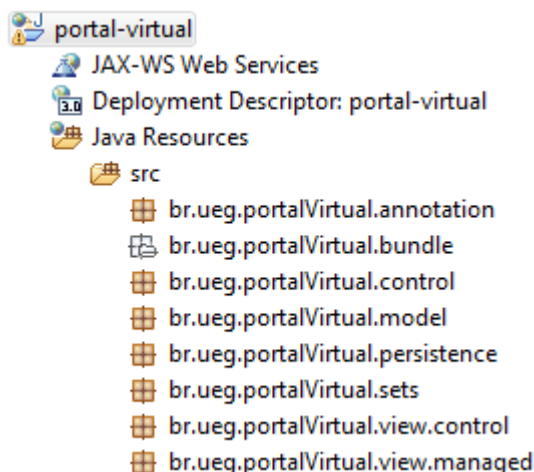 portal-virtual
JAX-WS Web Services
3.0 Deployment Descriptor: portal-virtual
Java Resources
src
br.ueg.portalVirtual.annotation
br.ueg.portalVirtual.bundle
br.ueg.portalVirtual.control
br.ueg.portalVirtual.model
br.ueg.portalVirtual.persistence
br.ueg.portalVirtual.sets
br.ueg.portalVirtual.view.control
br.ueg.portalVirtual.view.managed